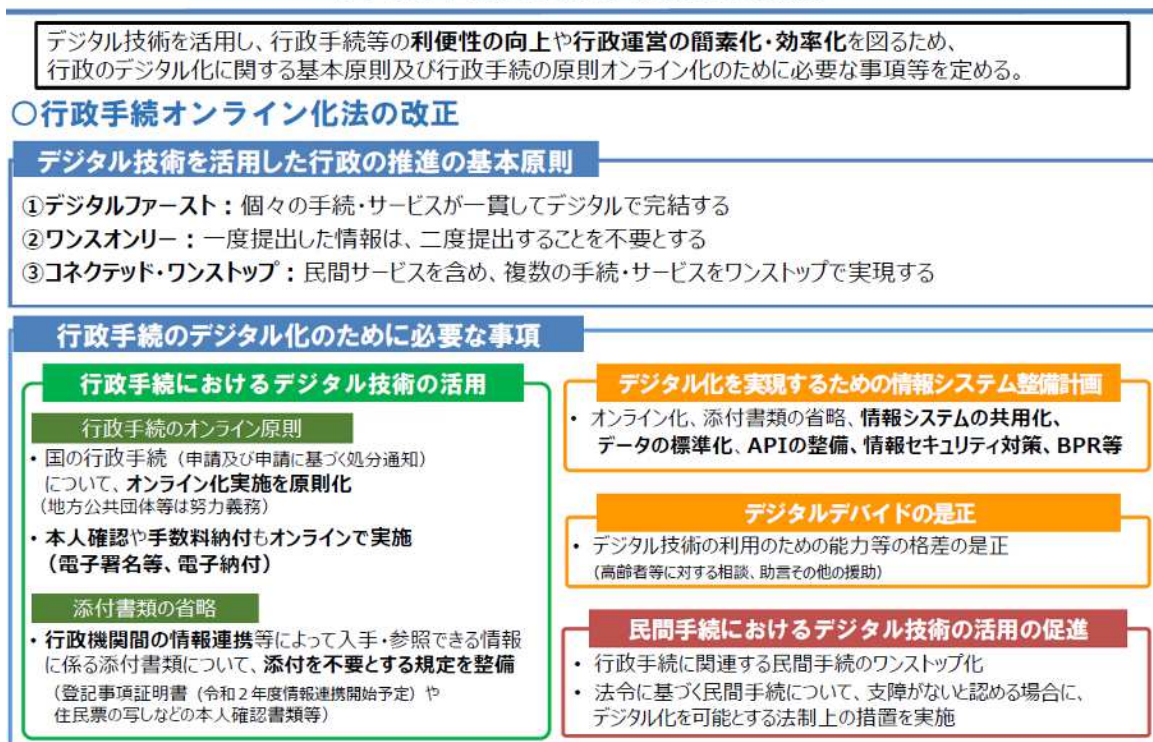 デジタル技術を活用し、行政手続等の利便性の向上や行政運営の簡素化・効率化を図るため、
行政のデジタル化に関する基本原則及び行政手続の原則オンライン化のために必要な事項等を定める。
○行政手続オンライン化法の改正
デジタル技術を活用した行政の推進の基本原則
①デジタルファースト：個々の手続・サービスが一貫してデジタルで完結する
②ワンスオンリー：一度提出した情報は、二度提出することを不要とする
③コネクテッド・ワンストップ：民間サービスを含め、複数の手続・サービスをワンストップで実現する
行政手続のデジタル化のために必要な事項
行政手続におけるデジタル技術の活用
行政手続のオンライン原則
・国の行政手続（申請及び申請に基づく処分通知）
について、オンライン化実施を原則化
（地方公共団体等は努力義務）
・本人確認や手数料納付もオンラインで実施
（電子署名等、電子納付）
添付書類の省略
・行政機関間の情報連携等によって入手・参照できる情報
に係る添付書類について、添付を不要とする規定を整備
（登記事項証明書（令和２年度情報連携開始予定）や
住民票の写しなどの本人確認書類等）
デジタル化を実現するための情報システム整備計画
・オンライン化、添付書類の省略、情報システムの共用化、
データの標準化、APIの整備、情報セキュリティ対策、BPR等
デジタルデバイドの是正
・デジタル技術の利用のための能力等の格差の是正
（高齢者等に対する相談、助言その他の援助）
民間手続におけるデジタル技術の活用の促進
・行政手続に関連する民間手続のワンストップ化
・法令に基づく民間手続について、支障がないと認める場合に、
デジタル化を可能とする法制上の措置を実施